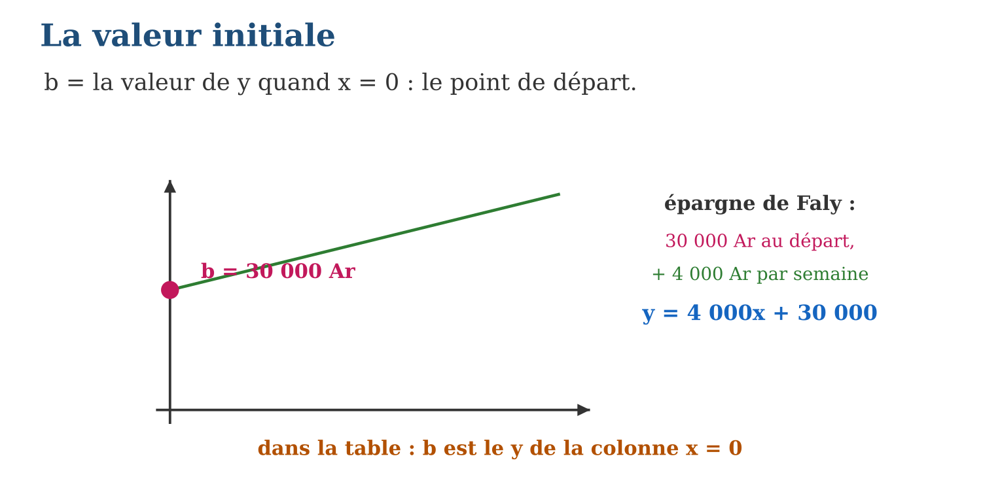 La valeur initiale
b = la valeur de y quand x = 0 : le point de départ.
épargne de Faly :
30 000 Ar au départ,
b = 30 000 Ar
+ 4 000 Ar par semaine
y = 4 000x + 30 000
dans la table : b est le y de la colonne x = 0